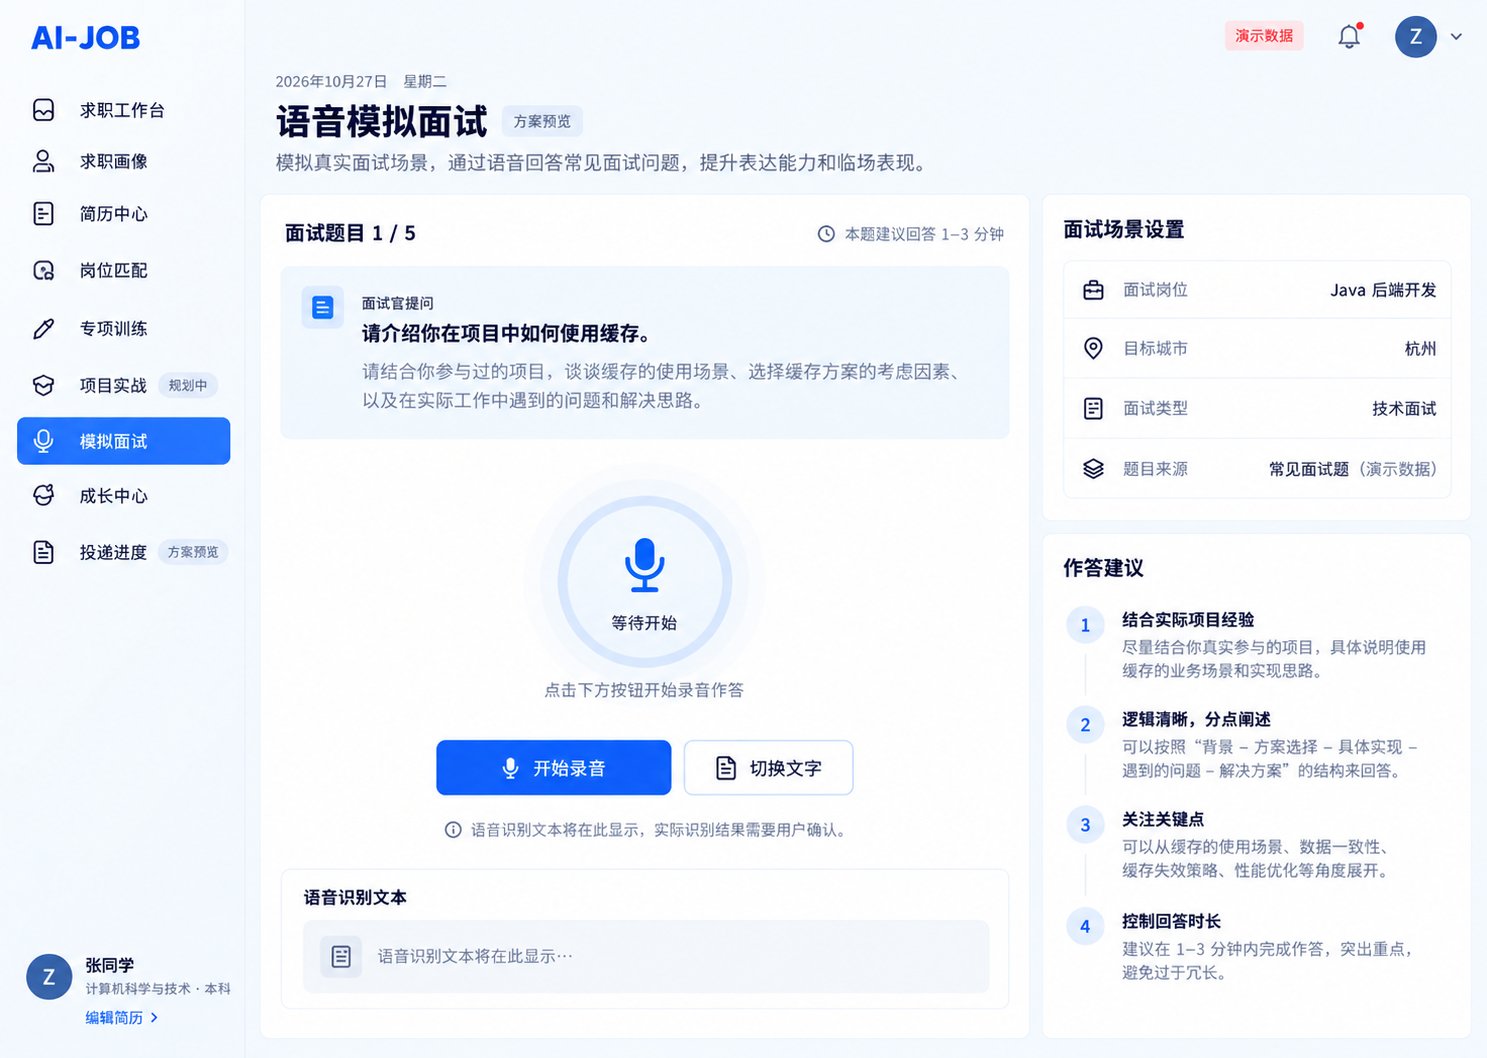 AI-JOB
求职工作台
求职画像
简历中心
岗位匹配
专项训练
项目实战 规划中
模拟面试
成长中心
投递进度 方案预览
Z
张同学
计算机科学与技术 · 本科
编辑简历
演示数据
Z
2026年10月27日 星期二
语音模拟面试 方案预览
模拟真实面试场景，通过语音回答常见面试问题，提升表达能力和临场表现。
面试题目 1 / 5
本题建议回答 1–3 分钟
面试官提问
请介绍你在项目中如何使用缓存。
请结合你参与过的项目，谈谈缓存的使用场景、选择缓存方案的考虑因素、
以及在实际工作中遇到的问题和解决思路。
等待开始
点击下方按钮开始录音作答
开始录音
切换文字
语音识别文本将在此显示，实际识别结果需要用户确认。
语音识别文本
语音识别文本将在此显示…
面试场景设置
面试岗位 Java 后端开发
目标城市 杭州
面试类型 技术面试
题目来源 常见面试题（演示数据）
作答建议
1 结合实际项目经验
尽量结合你真实参与的项目，具体说明使用
缓存的业务场景和实现思路。
2 逻辑清晰，分点阐述
可以按照“背景 – 方案选择 – 具体实现 –
遇到的问题 – 解决方案”的结构来回答。
3 关注关键点
可以从缓存的使用场景、数据一致性、
缓存失效策略、性能优化等角度展开。
4 控制回答时长
建议在 1–3 分钟内完成作答，突出重点，
避免过于冗长。